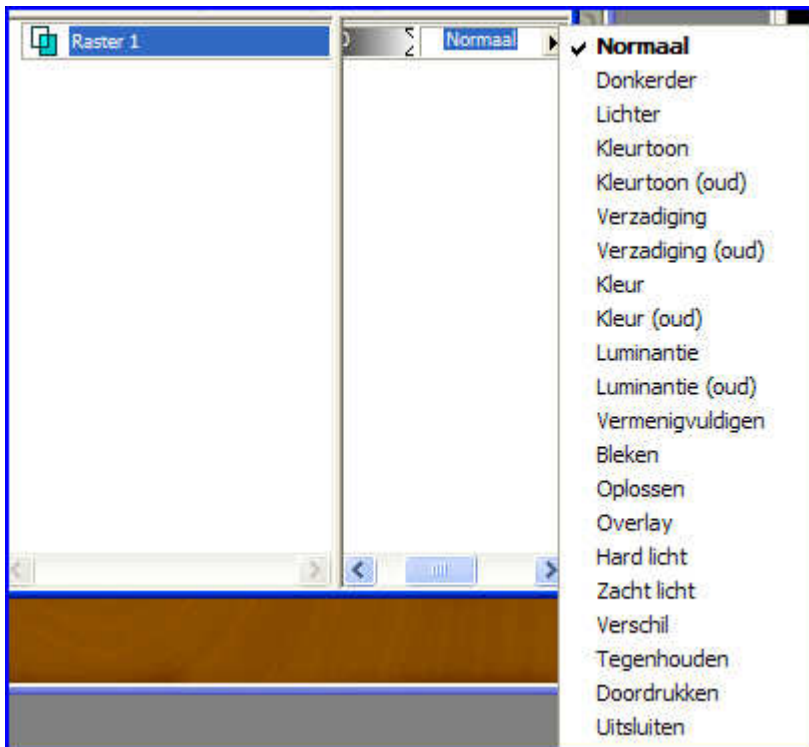 Raster 1
Normaal
Normaal
Donkerder
Lichter
Kleurtoon
Kleurtoon (oud)
Verzadiging
Verzadiging (oud)
Kleur
Kleur (oud)
Luminantie
Luminantie (oud)
Vermenigvuldigen
Bleken
Oplossen
Overlay
Hard licht
Zacht licht
Verschil
Tegenhouden
Doordrukken
Uitsluiten